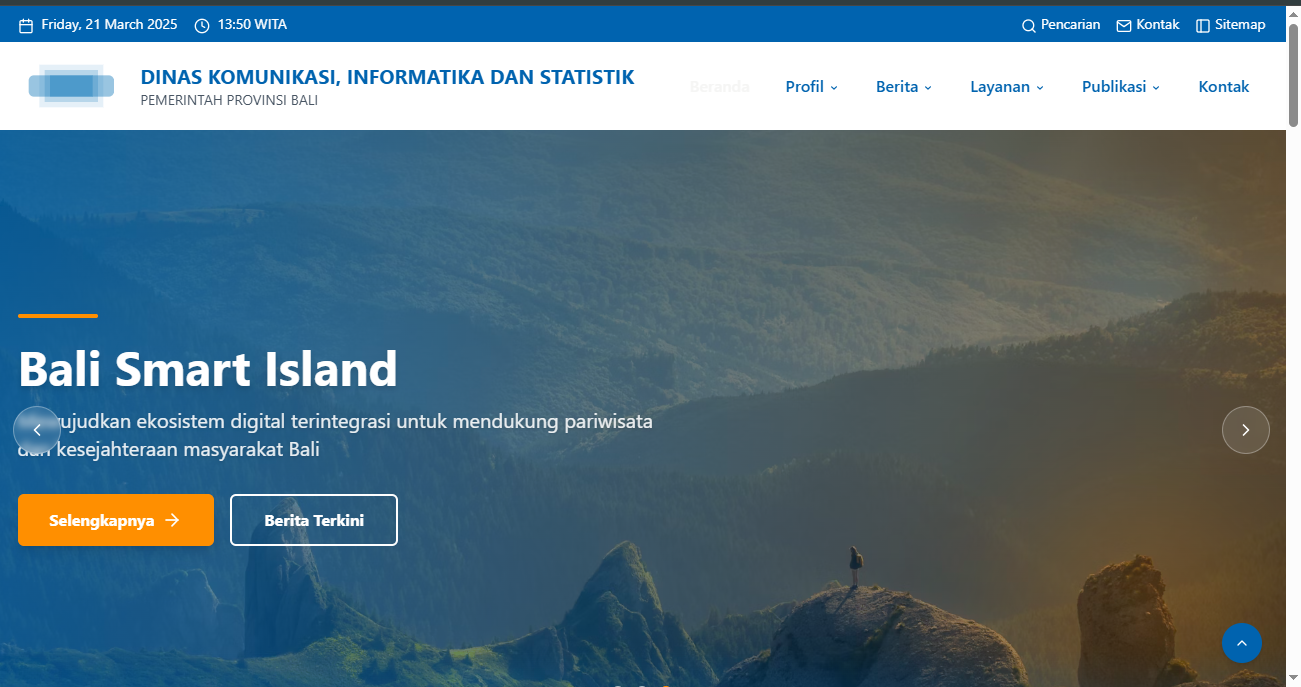 Friday, 21 March 2025 13:50 WITA Pencarian Kontak Sitemap
DINAS KOMUNIKASI, INFORMATIKA DAN STATISTIK
PEMERINTAH PROVINSI BALI
Beranda Profil Berita Layanan Publikasi Kontak
Bali Smart Island
ujudkan ekosistem digital terintegrasi untuk mendukung pariwisata
dan kesejahteraan masyarakat Bali
Selengkapnya Berita Terkini